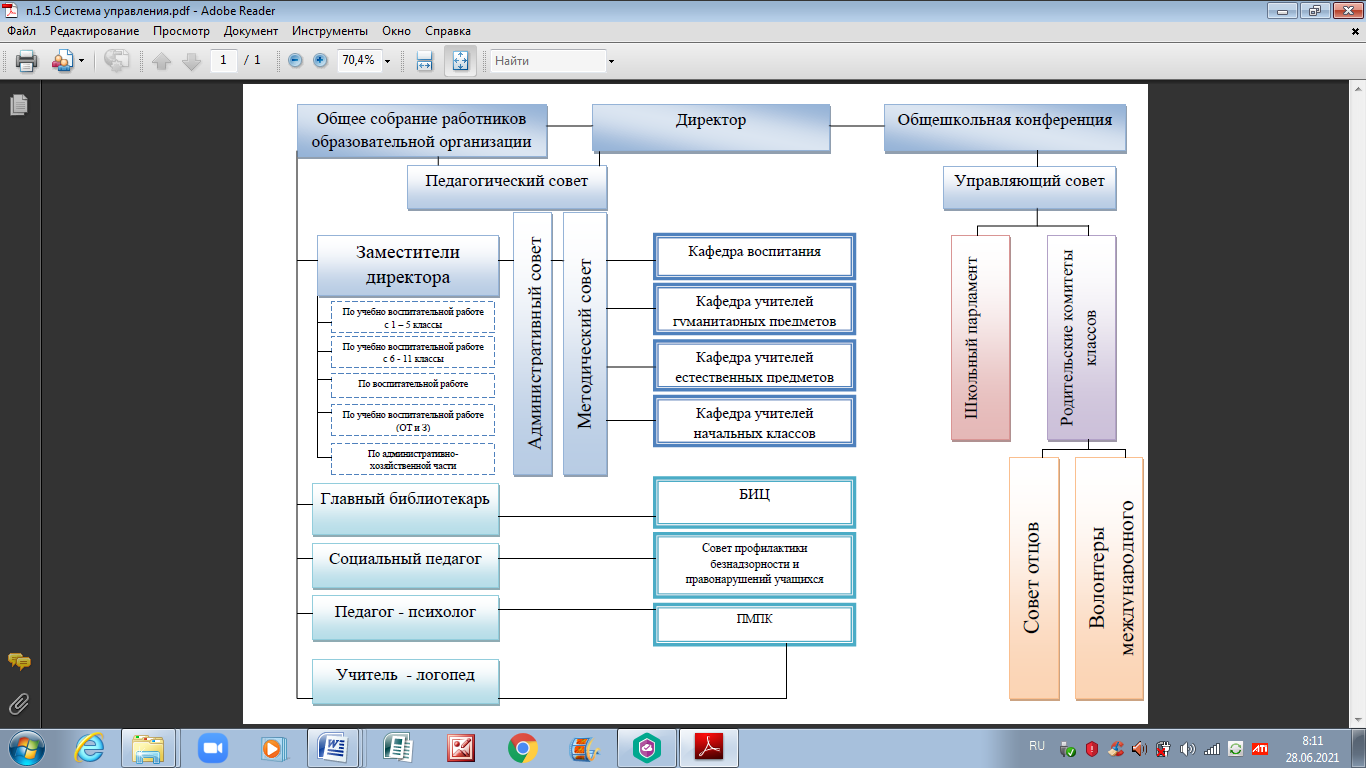 п.1.5 Система управления.pdf - Adobe Reader
Файл Редактирование Просмотр Документ Инструменты Окно Справка
1 / 1 70,4% Найти
Общее собрание работников
образовательной организации
Директор
Общешкольная конференция
Педагогический совет
Управляющий совет
Заместители
директора
По учебно воспитательной работе
с 1 – 5 классы
По учебно воспитательной работе
с 6 - 11 классы
По воспитательной работе
По учебно воспитательной работе
(ОТ и З)
По административно-
хозяйственной части
Административный совет
Методический совет
Кафедра воспитания
Кафедра учителей
гуманитарных предметов
Кафедра учителей
естественных предметов
Кафедра учителей
начальных классов
Школьный парламент
Родительские комитеты
классов
Главный библиотекарь
БИЦ
Социальный педагог
Совет профилактики
безнадзорности и
правонарушений учащихся
Педагог - психолог
ПМПК
Учитель - логопед
Совет отцов
Волонтеры
международного
RU
ATI
8:11
28.06.2021